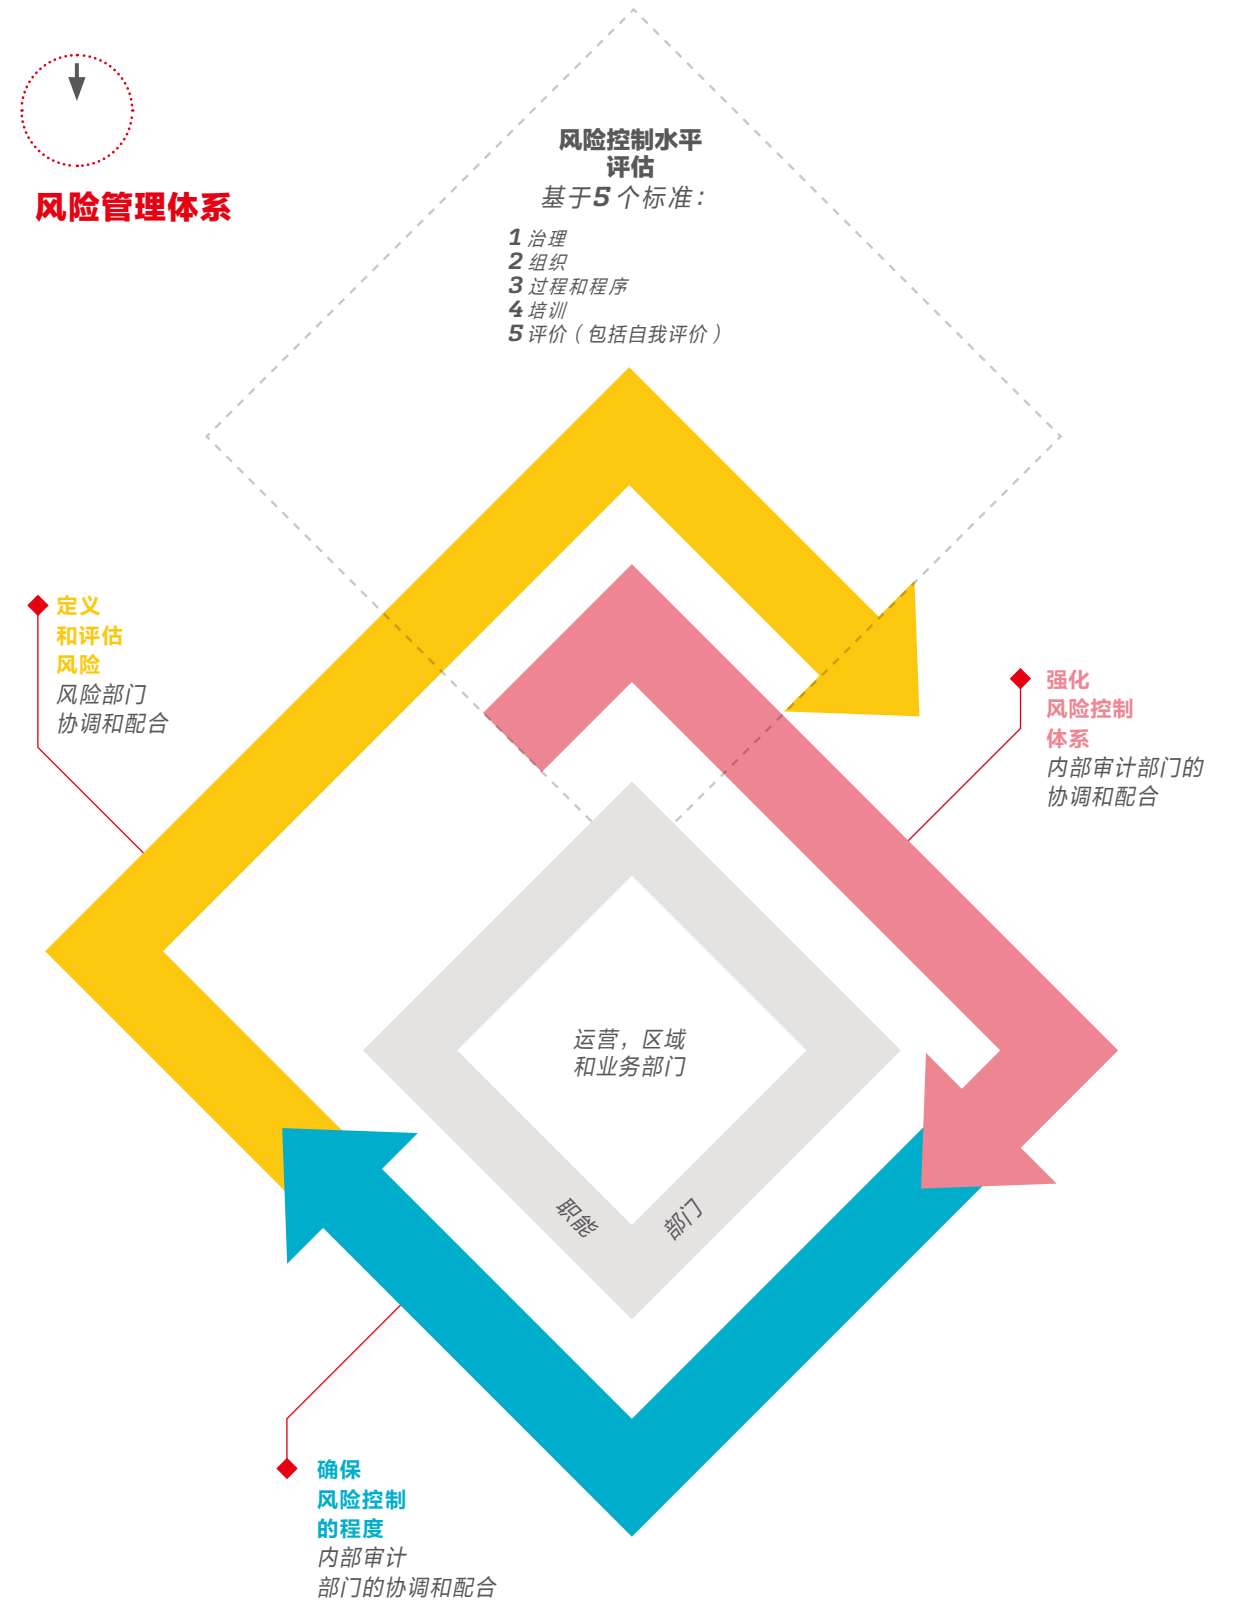 风险管理体系
风险控制水平
评估
基于5个标准：
1 治理
2 组织
3 过程和程序
4 培训
5 评价（包括自我评价）
定义
和评估
风险
风险部门
协调和配合
强化
风险控制
体系
内部审计部门的
协调和配合
运营，区域
和业务部门
职能
部门
确保
风险控制
的程度
内部审计
部门的协调和配合